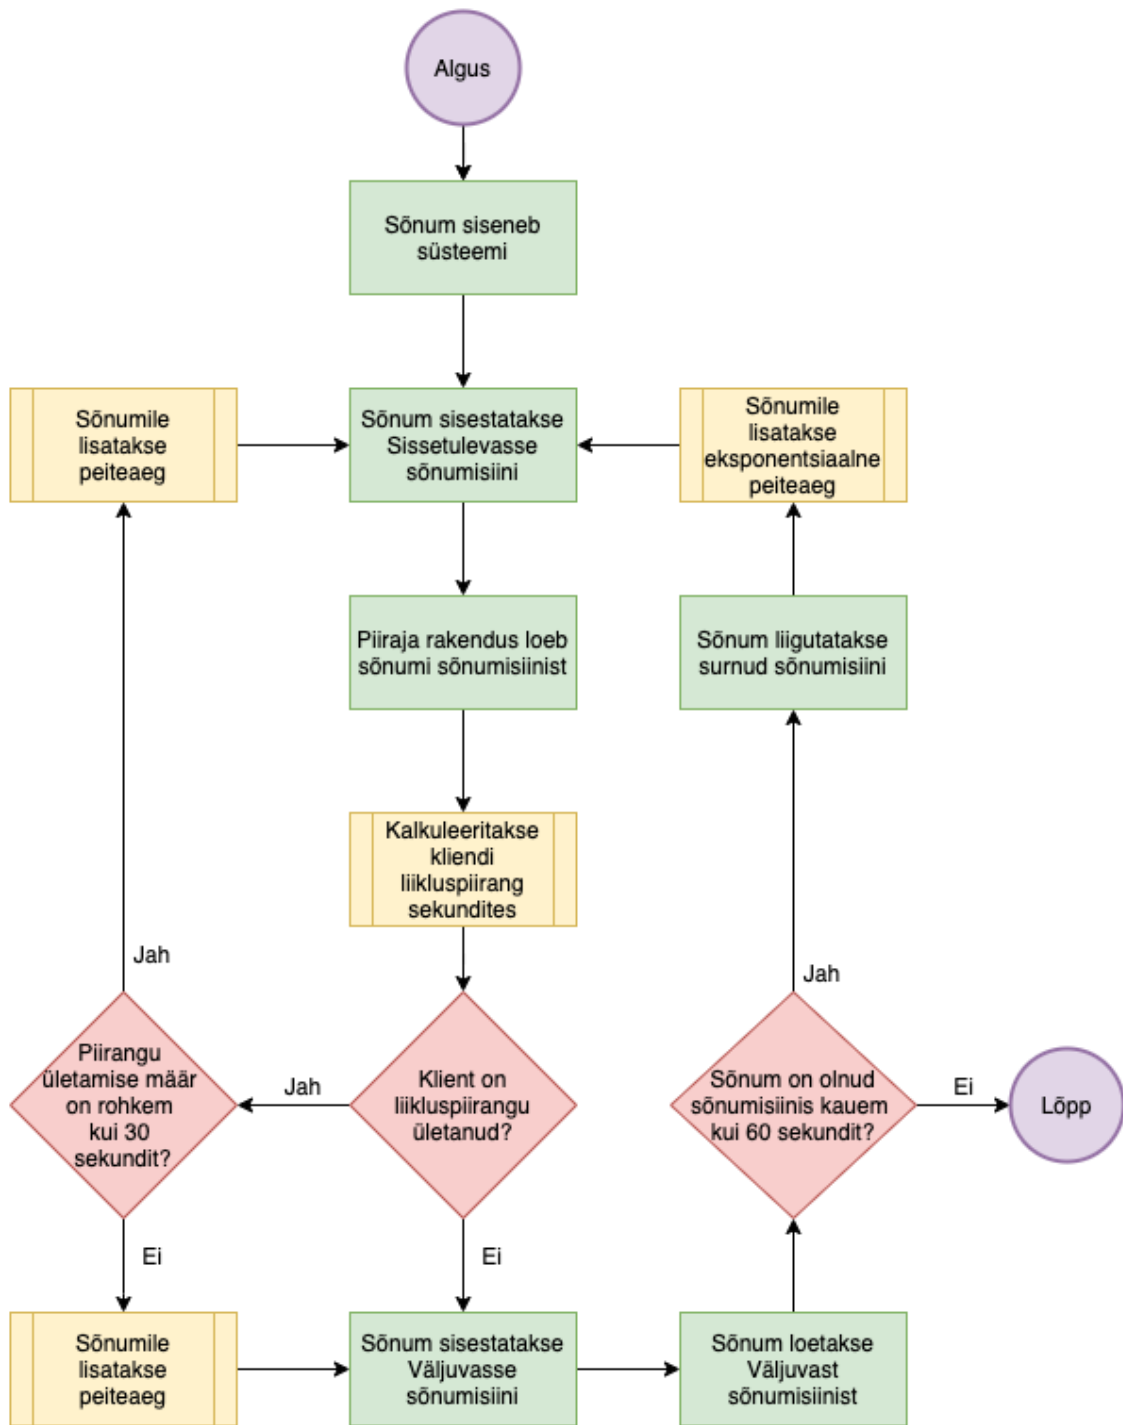 Algus
Sõnum siseneb
süsteemi
Sõnumile
lisatakse
peiteaeg
Sõnum sisestatakse
Sissetulevasse
sõnumisiini
Sõnumile
lisatakse
eksponentsiaalne
peiteaeg
Piiraja rakendus loeb
sõnumi sõnumisiinist
Sõnum liigutatakse
surnud sõnumisiini
Kalkuleeritakse
kliendi
liikluspiirang
sekundites
Jah
Jah
Piirangu
ületamise määr
on rohkem
kui 30
sekundit?
Jah
Klient on
liikluspiirangu
ületanud?
Sõnum on olnud
sõnumisiinis kauem
kui 60 sekundit?
Ei
Lõpp
Ei
Ei
Sõnumile
lisatakse
peiteaeg
Sõnum sisestatakse
Väljuvasse
sõnumisiini
Sõnum loetakse
Väljuvast
sõnumisiinist